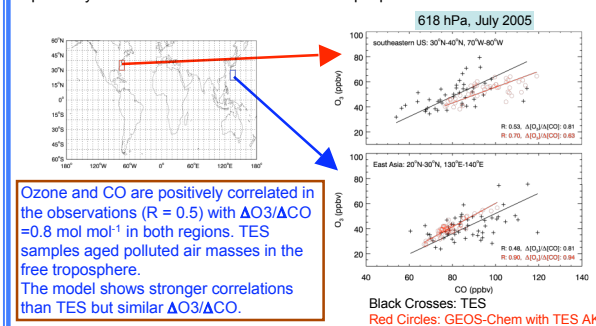 618 hPa, July 2005
60°N
45°N
30°N
15°N
0°
15°S
30°S
45°S
60°S
180° 120°W 60°W 0° 60°E 120°E 180°
southeastern US: 30°N-40°N, 70°W-80°W
O₃ (ppbv)
100
80
60
40
20
R: 0.53, Δ[O₃]/Δ[CO]: 0.81
R: 0.70, Δ[O₃]/Δ[CO]: 0.63
East Asia: 20°N-30°N, 130°E-140°E
O₃ (ppbv)
100
80
60
40
20
R: 0.48, Δ[O₃]/Δ[CO]: 0.81
R: 0.90, Δ[O₃]/Δ[CO]: 0.94
40 60 80 100 120 140
CO (ppbv)
Ozone and CO are positively correlated in
the observations (R = 0.5) with ΔO3/ΔCO
=0.8 mol mol⁻¹ in both regions. TES
samples aged polluted air masses in the
free troposphere.
The model shows stronger correlations
than TES but similar ΔO3/ΔCO.
Black Crosses: TES
Red Circles: GEOS-Chem with TES AK